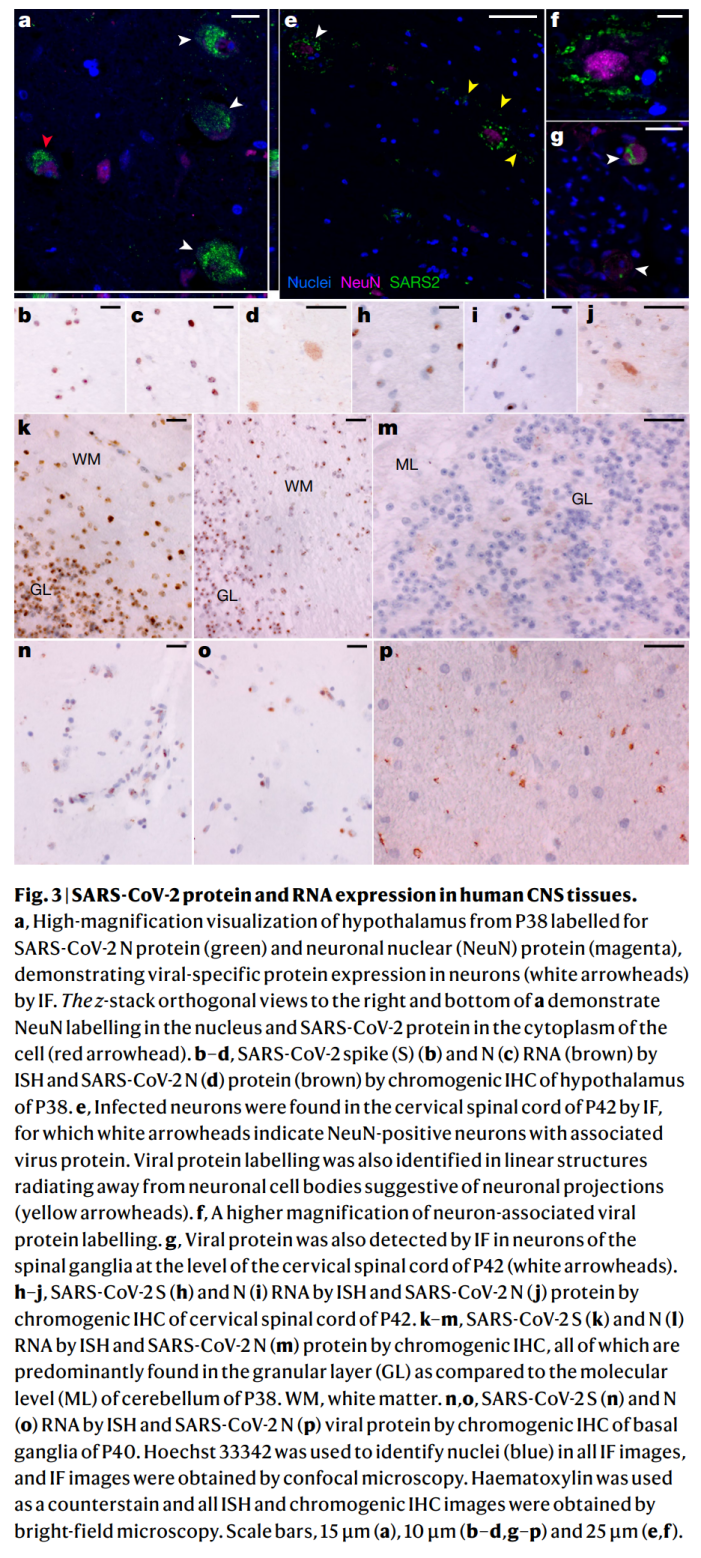 a
e
f
g
Nuclei NeuN SARS2
b
c
d
h
i
j
k
WM
GL
WM
GL
m
ML
GL
n
o
p
Fig. 3 | SARS-CoV-2 protein and RNA expression in human CNS tissues.
a, High-magnification visualization of hypothalamus from P38 labelled for
SARS-CoV-2 N protein (green) and neuronal nuclear (NeuN) protein (magenta),
demonstrating viral-specific protein expression in neurons (white arrowheads)
by IF. The z-stack orthogonal views to the right and bottom of a demonstrate
NeuN labelling in the nucleus and SARS-CoV-2 protein in the cytoplasm of the
cell (red arrowhead). b–d, SARS-CoV-2 spike (S) (b) and N (c) RNA (brown) by
ISH and SARS-CoV-2 N (d) protein (brown) by chromogenic IHC of hypothalamus
of P38. e, Infected neurons were found in the cervical spinal cord of P42 by IF,
for which white arrowheads indicate NeuN-positive neurons with associated
virus protein. Viral protein labelling was also identified in linear structures
radiating away from neuronal cell bodies suggestive of neuronal projections
(yellow arrowheads). f, A higher magnification of neuron-associated viral
protein labelling. g, Viral protein was also detected by IF in neurons of the
spinal ganglia at the level of the cervical spinal cord of P42 (white arrowheads).
h–j, SARS-CoV-2 S (h) and N (i) RNA by ISH and SARS-CoV-2 N (j) protein by
chromogenic IHC of cervical spinal cord of P42. k–m, SARS-CoV-2 S (k) and N (l)
RNA by ISH and SARS-CoV-2 N (m) protein by chromogenic IHC, all of which are
predominantly found in the granular layer (GL) as compared to the molecular
level (ML) of cerebellum of P38. WM, white matter. n,o, SARS-CoV-2 S (n) and N
(o) RNA by ISH and SARS-CoV-2 N (p) viral protein by chromogenic IHC of basal
ganglia of P40. Hoechst 33342 was used to identify nuclei (blue) in all IF images,
and IF images were obtained by confocal microscopy. Haematoxylin was used
as a counterstain and all ISH and chromogenic IHC images were obtained by
bright-field microscopy. Scale bars, 15 μm (a), 10 μm (b–d,g–p) and 25 μm (e,f).